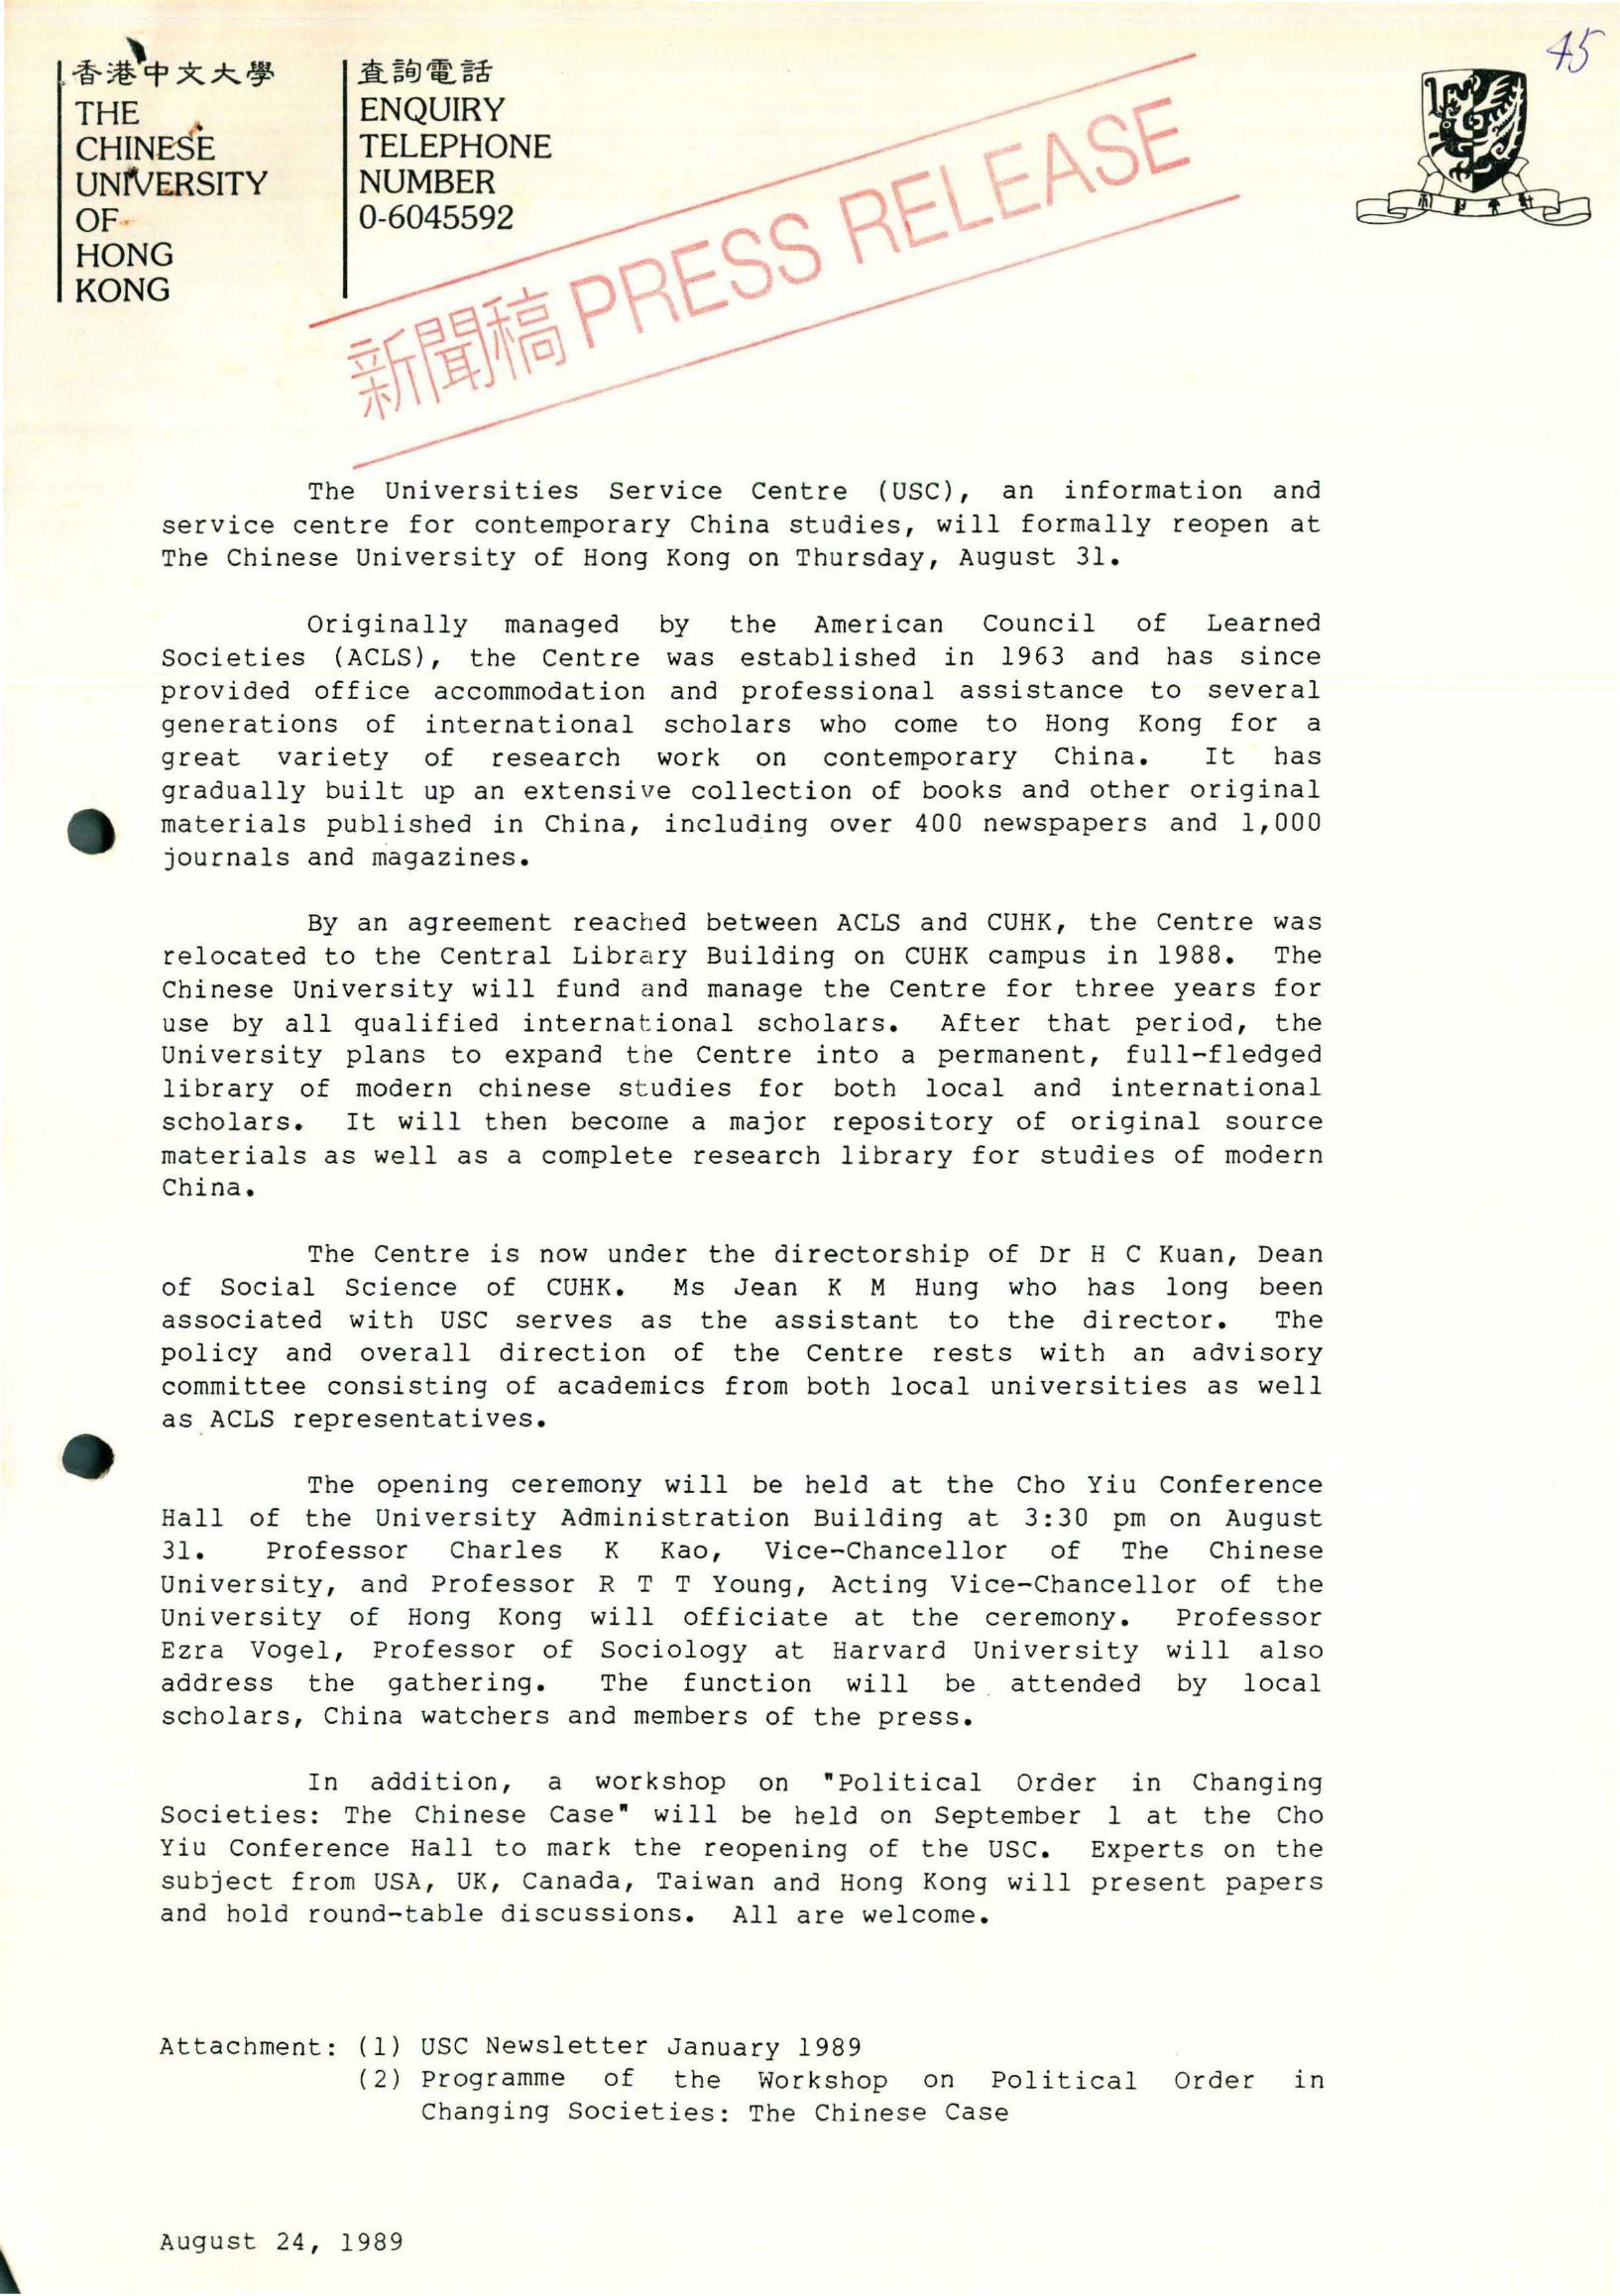 45
香港中文大學
THE
CHINESE
UNIVERSITY
OF
HONG
KONG
查詢電話
ENQUIRY
TELEPHONE
NUMBER
0-6045592
新聞稿 PRESS RELEASE
The Universities Service Centre (USC), an information and
service centre for contemporary China studies, will formally reopen at
The Chinese University of Hong Kong on Thursday, August 31.
Originally managed by the American Council of Learned
Societies (ACLS), the Centre was established in 1963 and has since
provided office accommodation and professional assistance to several
generations of international scholars who come to Hong Kong for a
great variety of research work on contemporary China. It has
gradually built up an extensive collection of books and other original
materials published in China, including over 400 newspapers and 1,000
journals and magazines.
By an agreement reached between ACLS and CUHK, the Centre was
relocated to the Central Library Building on CUHK campus in 1988. The
Chinese University will fund and manage the Centre for three years for
use by all qualified international scholars. After that period, the
University plans to expand the Centre into a permanent, full-fledged
library of modern chinese studies for both local and international
scholars. It will then become a major repository of original source
materials as well as a complete research library for studies of modern
China.
The Centre is now under the directorship of Dr H C Kuan, Dean
of Social Science of CUHK. Ms Jean K M Hung who has long been
associated with USC serves as the assistant to the director. The
policy and overall direction of the Centre rests with an advisory
committee consisting of academics from both local universities as well
as ACLS representatives.
The opening ceremony will be held at the Cho Yiu Conference
Hall of the University Administration Building at 3:30 pm on August
31. Professor Charles K Kao, Vice-Chancellor of The Chinese
University, and Professor R T T Young, Acting Vice-Chancellor of the
University of Hong Kong will officiate at the ceremony. Professor
Ezra Vogel, Professor of Sociology at Harvard University will also
address the gathering. The function will be attended by local
scholars, China watchers and members of the press.
In addition, a workshop on "Political Order in Changing
Societies: The Chinese Case" will be held on September 1 at the Cho
Yiu Conference Hall to mark the reopening of the USC. Experts on the
subject from USA, UK, Canada, Taiwan and Hong Kong will present papers
and hold round-table discussions. All are welcome.
Attachment: (1) USC Newsletter January 1989
(2) Programme of the Workshop on Political Order in
Changing Societies: The Chinese Case
August 24, 1989